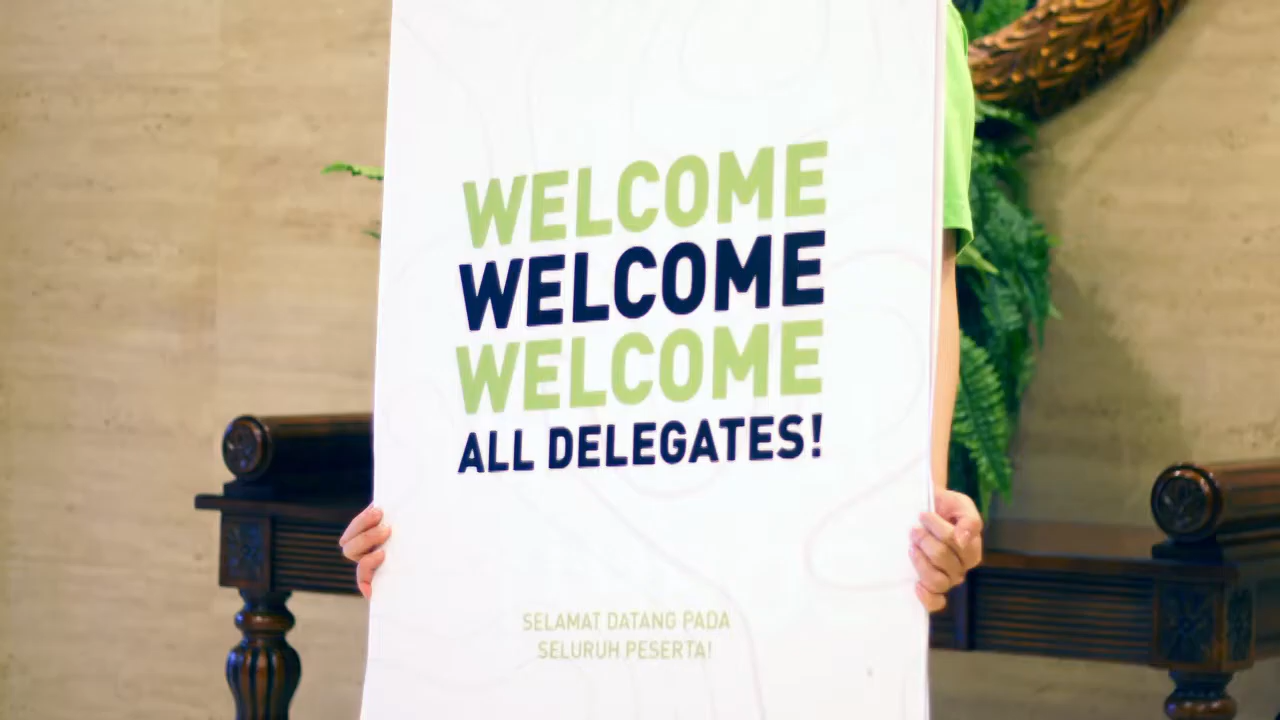 WELCOME
WELCOME
WELCOME
ALL DELEGATES!
SELAMAT DATANG PADA
SELURUH PESERTA!